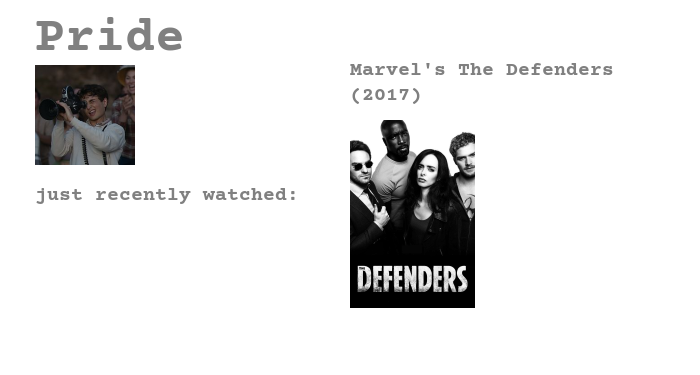 Pride
just recently watched:
Marvel's The Defenders
(2017)
DEFENDERS